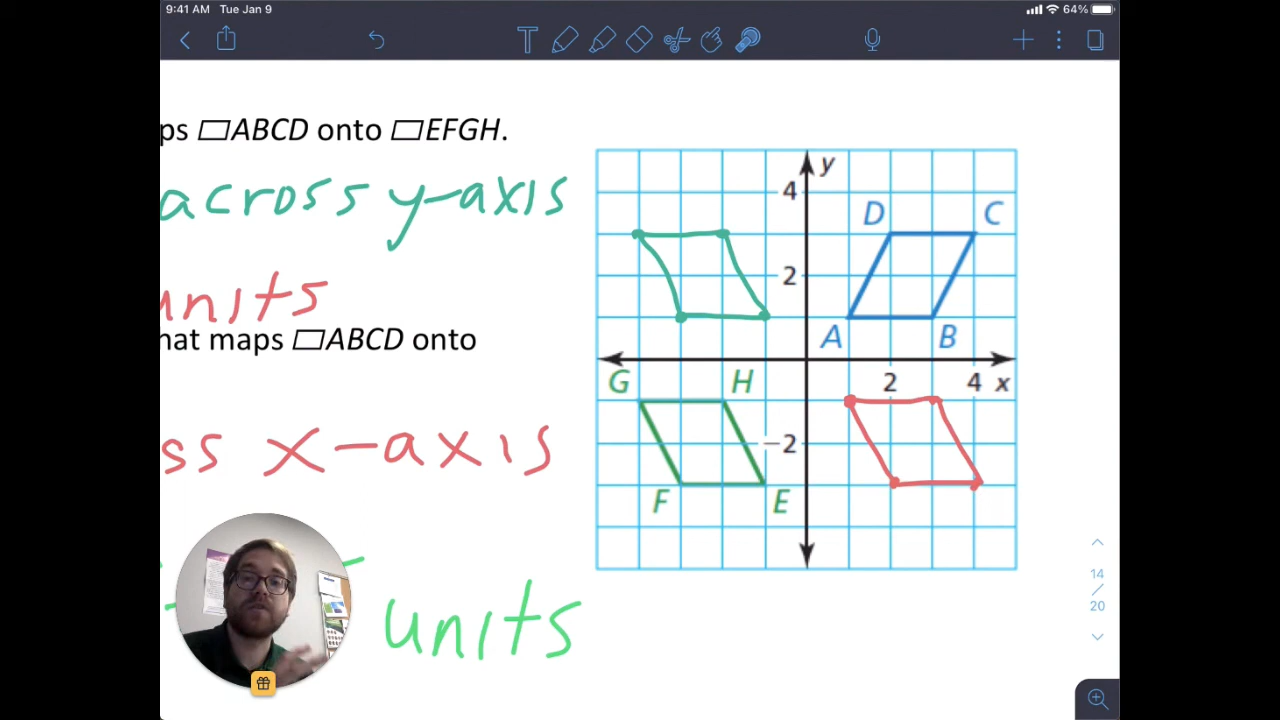 9:41 AM Tue Jan 9
64%
T
ps ▱ABCD onto ▱EFGH.
across y-axis
units
hat maps ▱ABCD onto
ss x-axis
units
y
4
D C
2
A B
G H 2 4 x
-2
F E
14
/
20